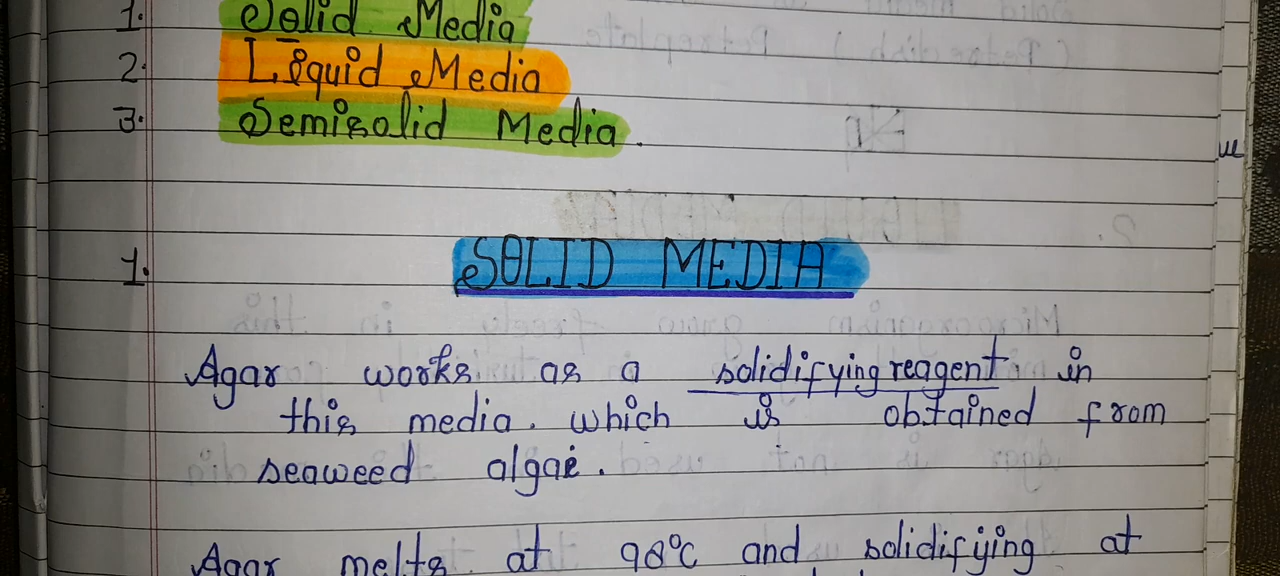 1. Solid Media
2. Liquid Media
3. Semisolid Media.
1. SOLID MEDIA
Agar works as a solidifying reagent in
this media. which is obtained from
seaweed algae.
Agar melts at 98°C and solidifying at